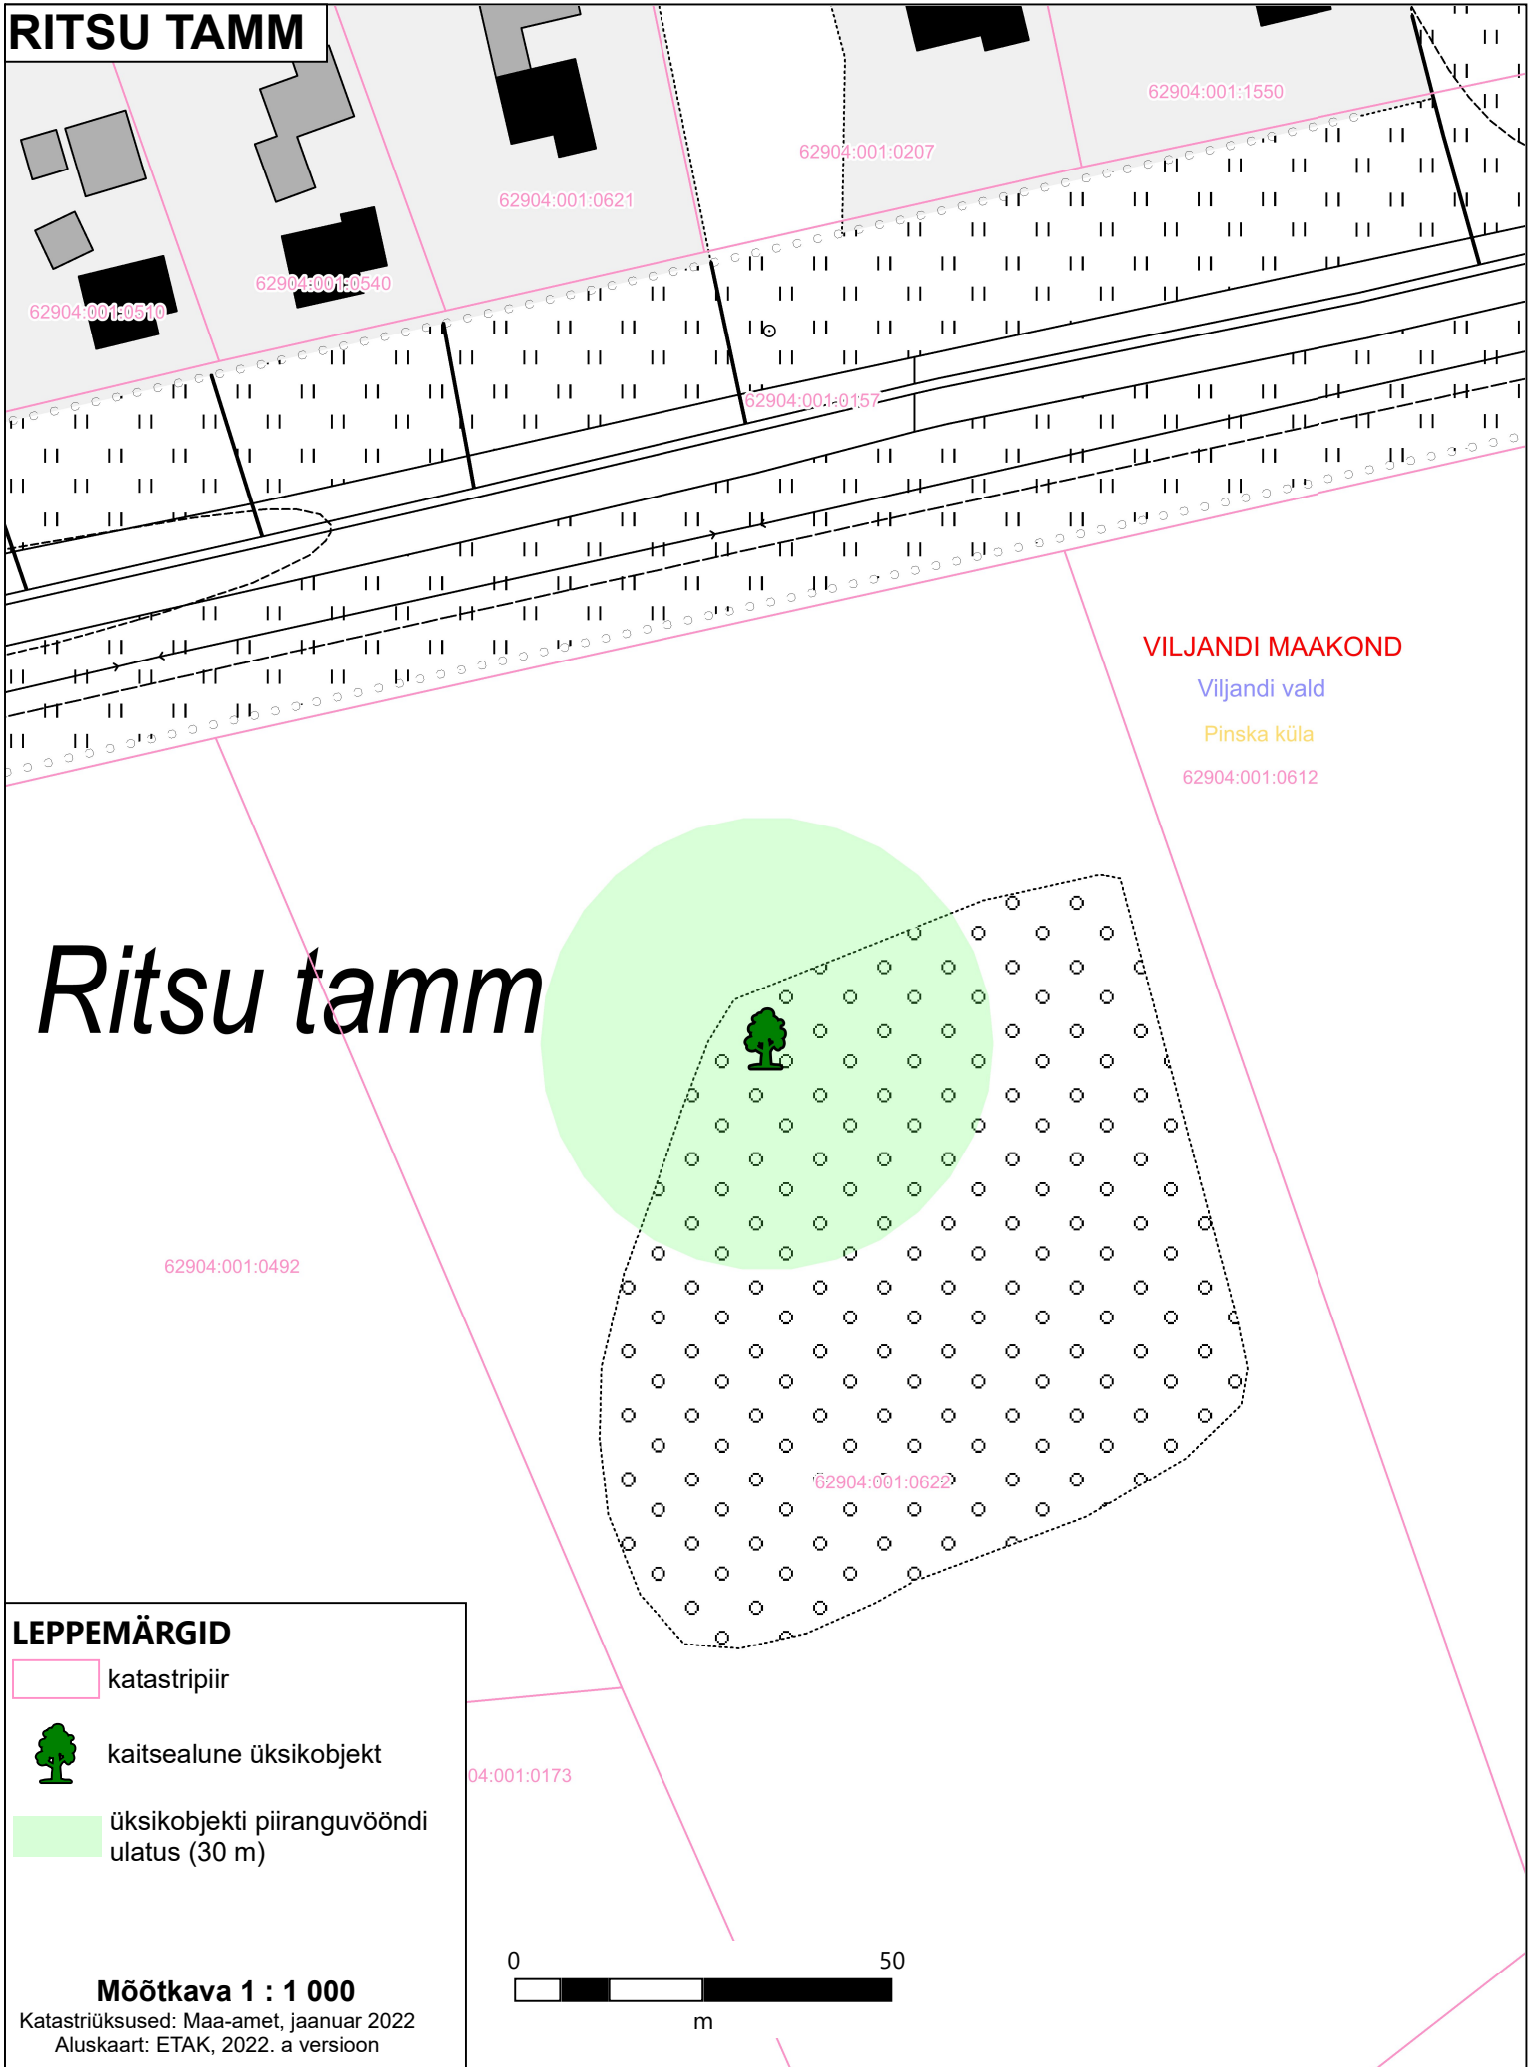 RITSU TAMM
62904:001:1550
62904:001:0207
62904:001:0621
62904:001:0540
62904:001:0510
62904:001:0157
VILJANDI MAAKOND
Viljandi vald
Pinska küla
62904:001:0612
Ritsu tamm
62904:001:0492
62904:001:0622
04:001:0173
LEPPEMÄRGID
katastripiir
kaitsealune üksikobjekt
üksikobjekti piiranguvööndi
ulatus (30 m)
Mõõtkava 1 : 1 000
Katastriüksused: Maa-amet, jaanuar 2022
Aluskaart: ETAK, 2022. a versioon
0 50
m